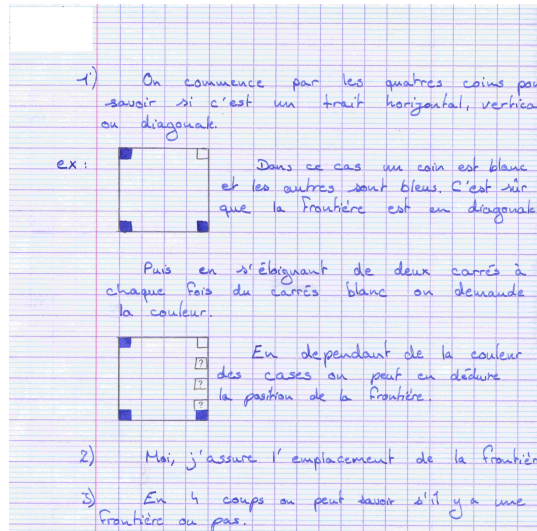 1) On commence par les quatres coins pou
savoir si c'est un trait horizontal, vertica
ou diagonale.
ex : Dans ce cas un coin est blanc
et les autres sont bleus. C'est sûr
que la frontière est en diagonale
Puis en s'éloignant de deux carrés à
chaque fois du carrés blanc on demande
la couleur.
?
En dependant de la couleur
?
des cases on peut en déduire
?
la position de la frontière.
2) Moi, j'assure l'emplacement de la frontièr
3) En 4 coups on peut savoir s'il y a une
frontière ou pas.